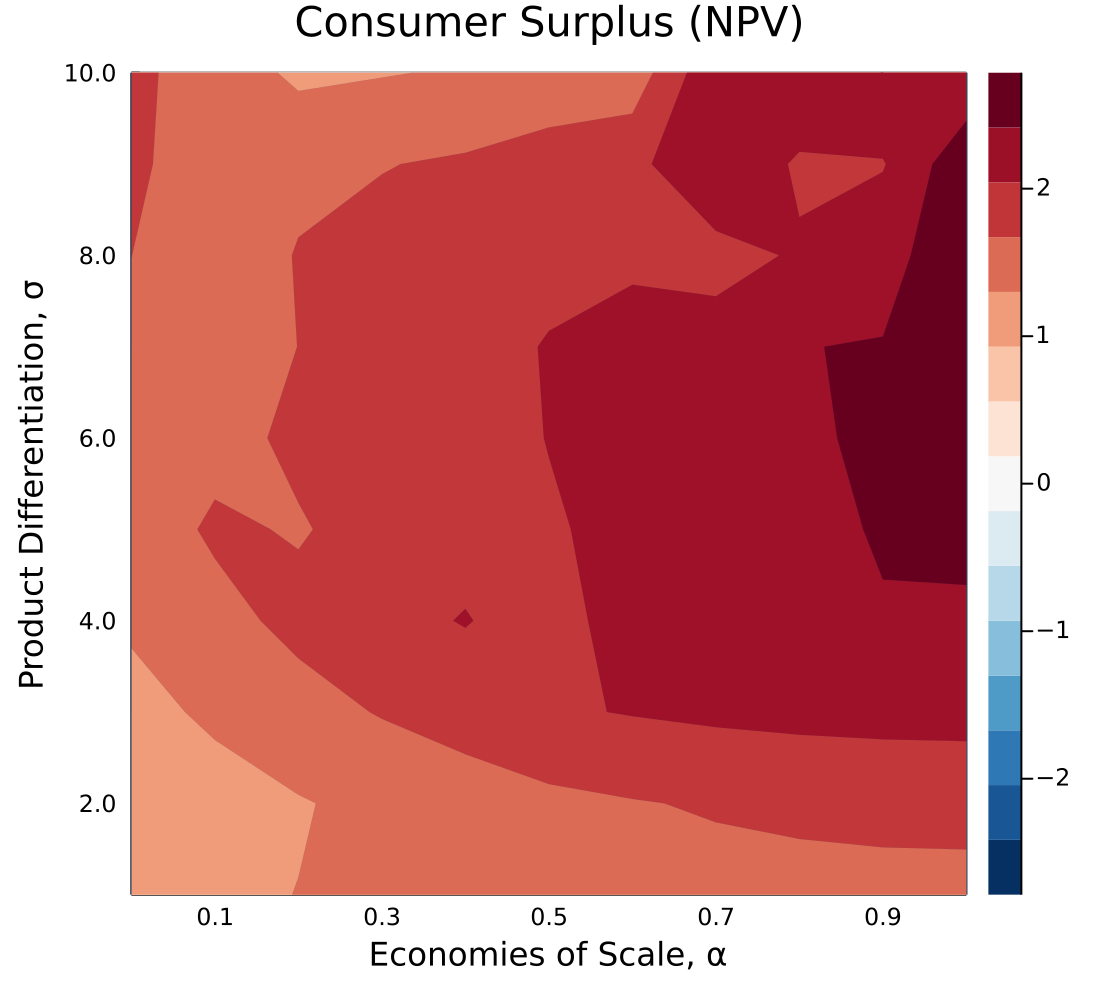 Consumer Surplus (NPV)
10.0
8.0
6.0
4.0
2.0
Product Differentiation, σ
0.1 0.3 0.5 0.7 0.9
Economies of Scale, α
2
1
0
−1
−2